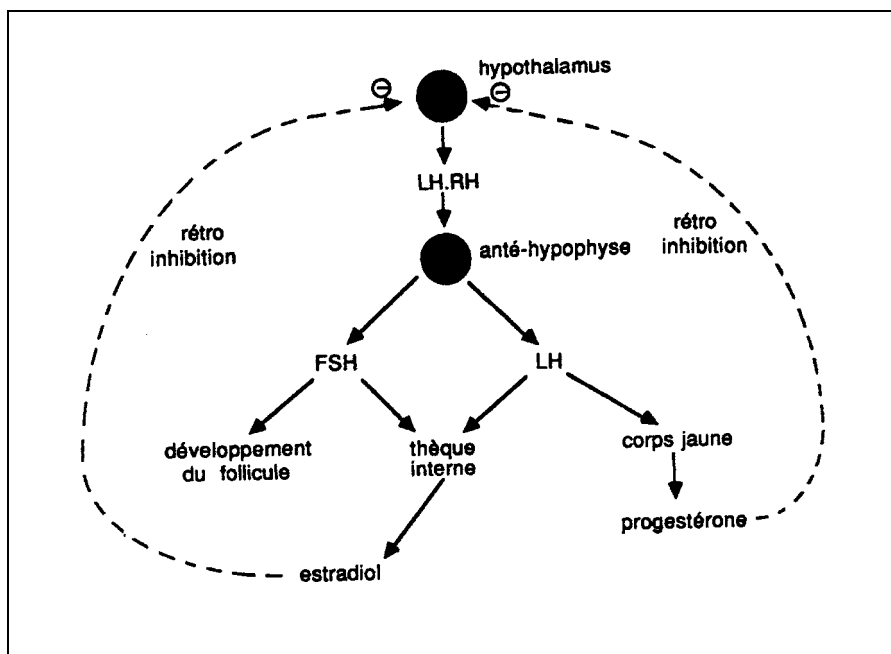 hypothalamus
⊖
⊖
LH.RH
rétro
inhibition
rétro
inhibition
anté-hypophyse
FSH
LH
développement
du follicule
thèque
interne
corps jaune
progestérone
estradiol